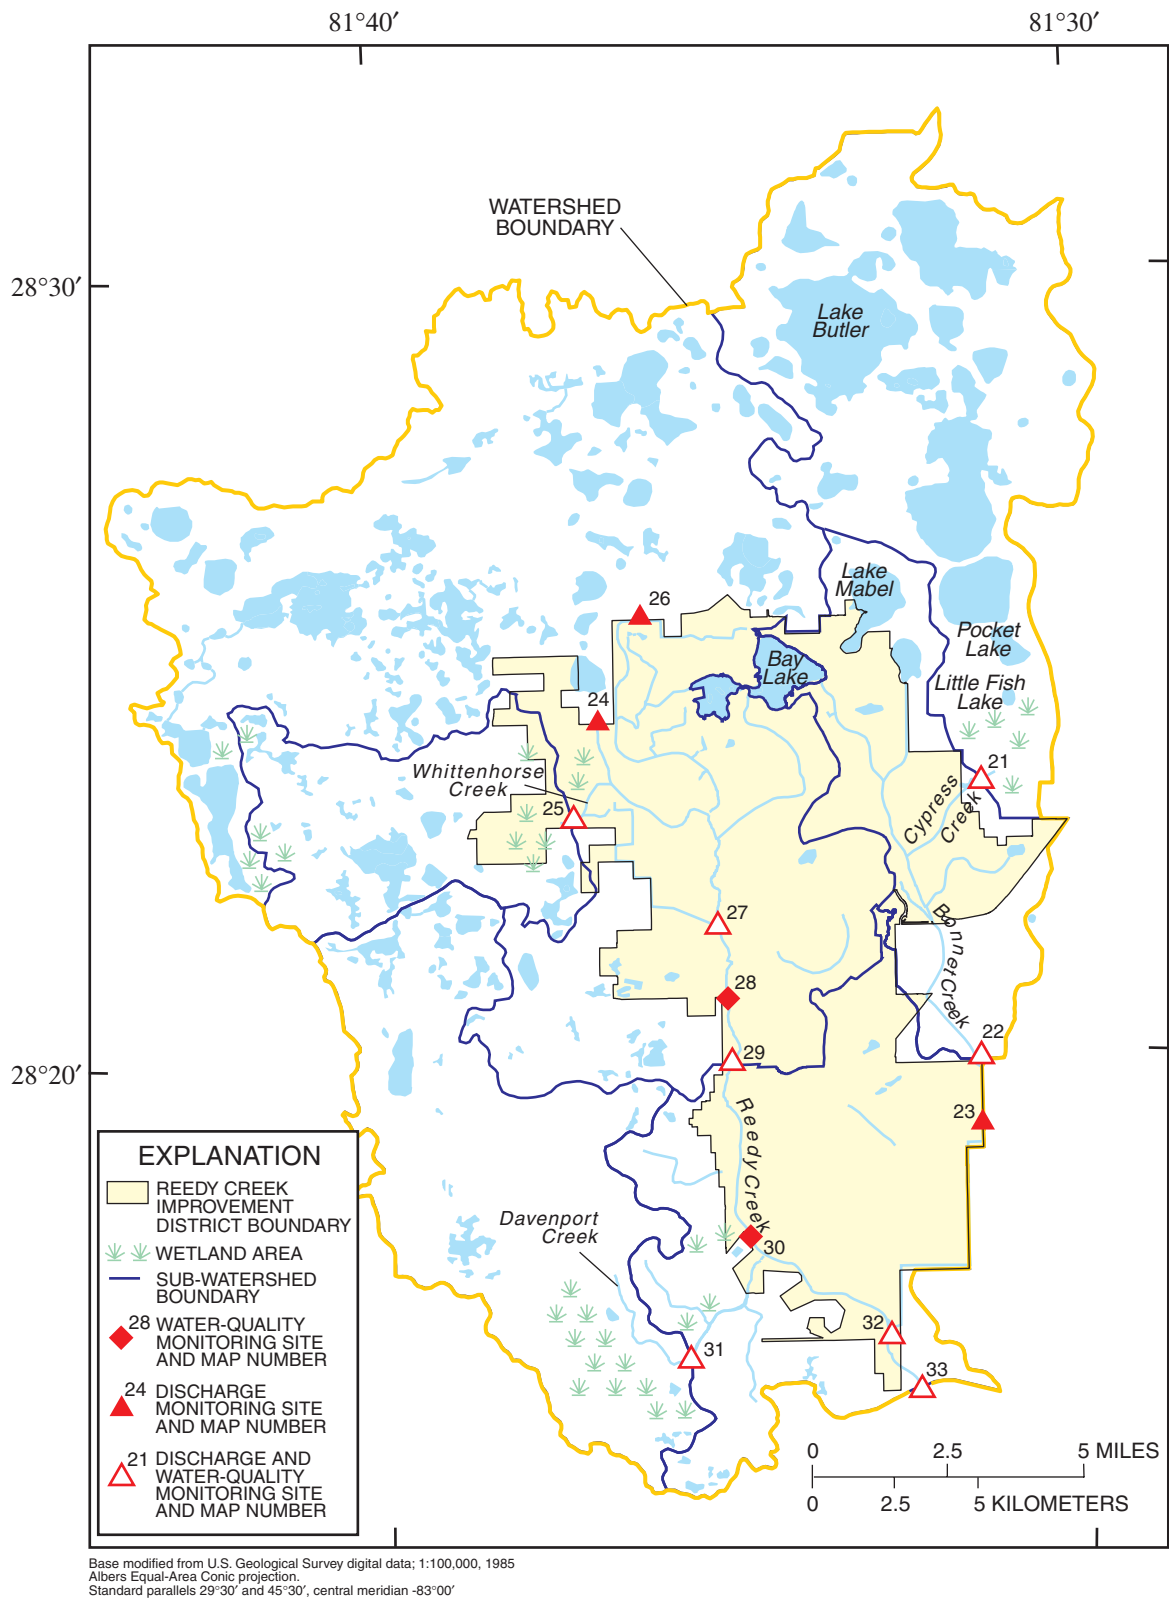 81°40′
81°30′
WATERSHED
BOUNDARY
28°30′
Lake
Butler
Lake
Mabel
26
Pocket
Lake
Bay
Lake
Little Fish
Lake
24
Whittenhorse
Creek
21
25
Cypress
Creek
27
Bonnet Creek
28
22
29
28°20′
23
Reedy Creek
EXPLANATION
REEDY CREEK
IMPROVEMENT
DISTRICT BOUNDARY
WETLAND AREA
SUB-WATERSHED
BOUNDARY
28 WATER-QUALITY
MONITORING SITE
AND MAP NUMBER
24 DISCHARGE
MONITORING SITE
AND MAP NUMBER
21 DISCHARGE AND
WATER-QUALITY
MONITORING SITE
AND MAP NUMBER
Davenport
Creek
30
32
31
33
0 2.5 5 MILES
0 2.5 5 KILOMETERS
Base modified from U.S. Geological Survey digital data; 1:100,000, 1985
Albers Equal-Area Conic projection.
Standard parallels 29°30′ and 45°30′, central meridian -83°00′